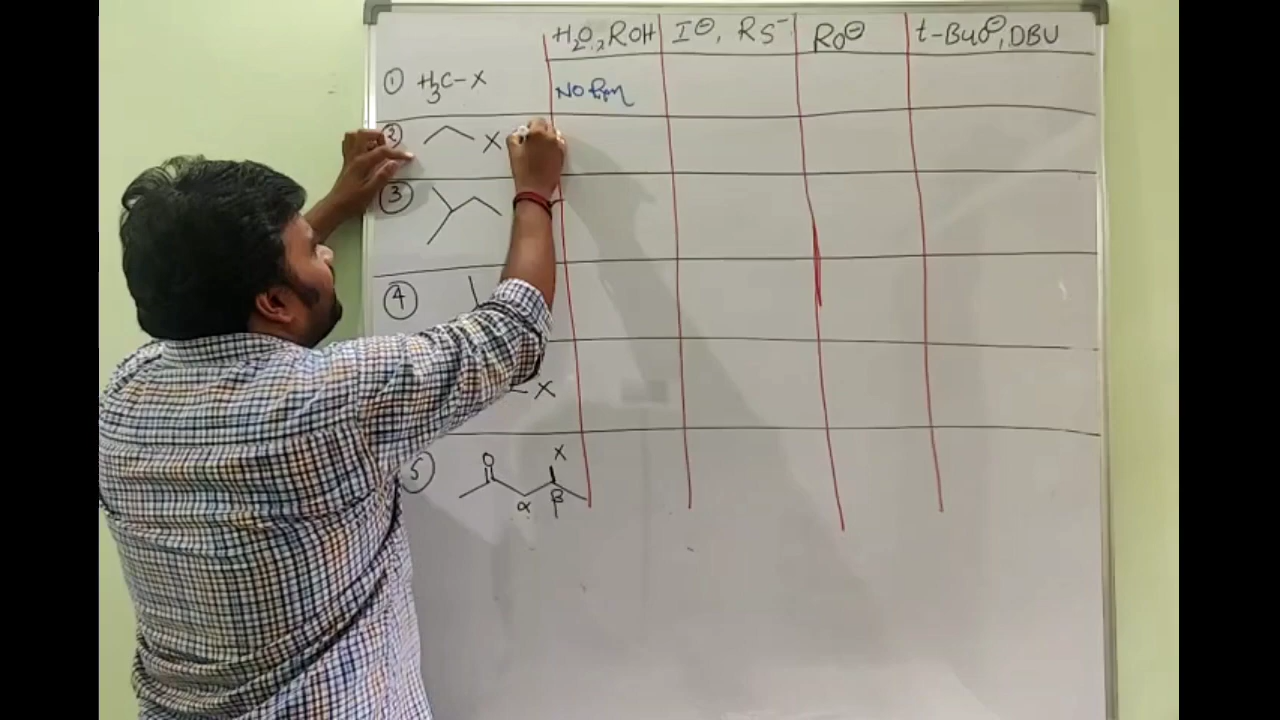 H₂O, ROH I⊖, RS⁻ RO⊖ t-BuO⊖, DBU
① H₃C-X No Rxn
② X
③
④
X
5 O X
α β